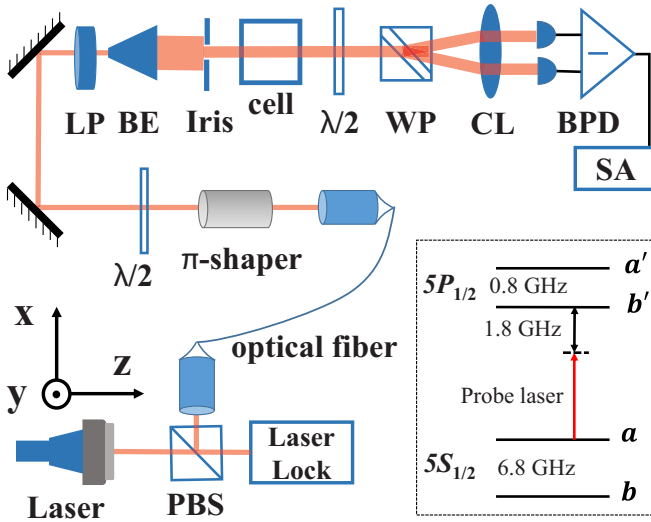 LP BE Iris cell λ/2 WP CL BPD
SA
λ/2 π-shaper
optical fiber
x
z
y
Laser
PBS
Laser
Lock
a′
5P1/2 0.8 GHz
b′
1.8 GHz
Probe laser
a
5S1/2 6.8 GHz
b